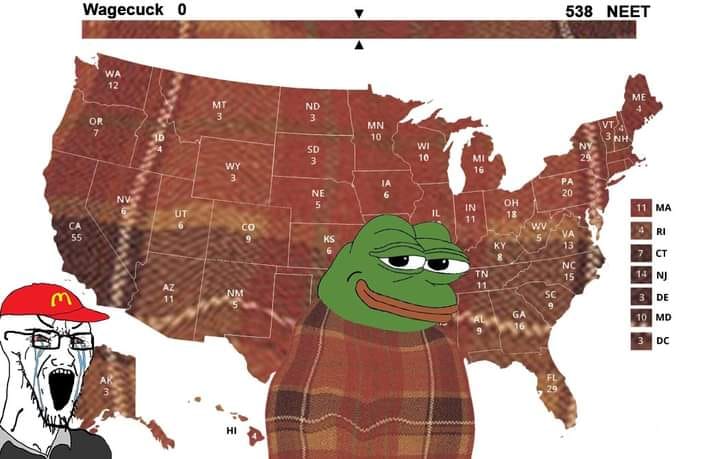 Wagecuck 0
538 NEET
WA
12
OR
7
ID
4
MT
3
ND
3
MN
10
WI
10
MI
16
ME
4
VT
3
4
NH
NY
29
SD
3
WY
3
IA
6
NE
5
NV
6
UT
6
CO
9
CA
55
KS
6
IL
IN
11
OH
18
PA
20
WV
5
VA
13
KY
8
AZ
11
NM
5
TN
11
NC
15
SC
9
AL
9
GA
16
FL
29
AK
3
HI
4
11 MA
4 RI
7 CT
14 NJ
3 DE
10 MD
3 DC
m